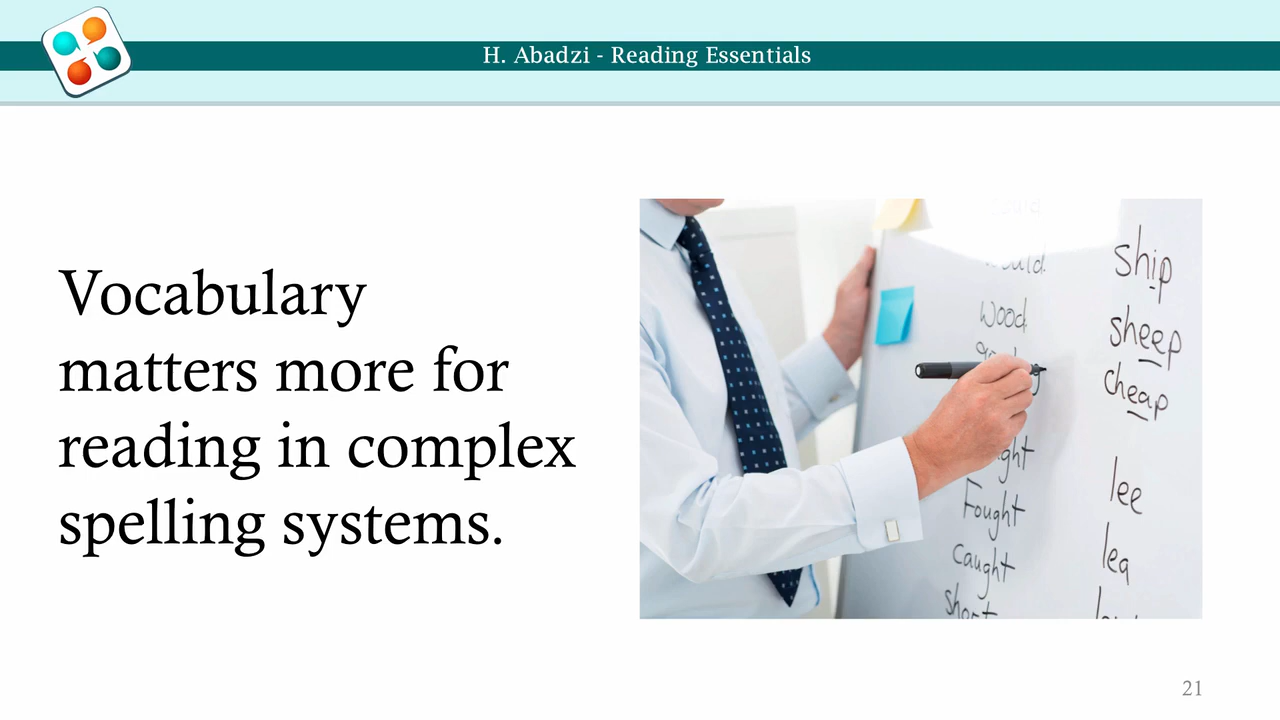 H. Abadzi - Reading Essentials
Vocabulary
matters more for
reading in complex
spelling systems.
wood
Fought
caught
short
ship
sheep
cheap
lee
lea
21